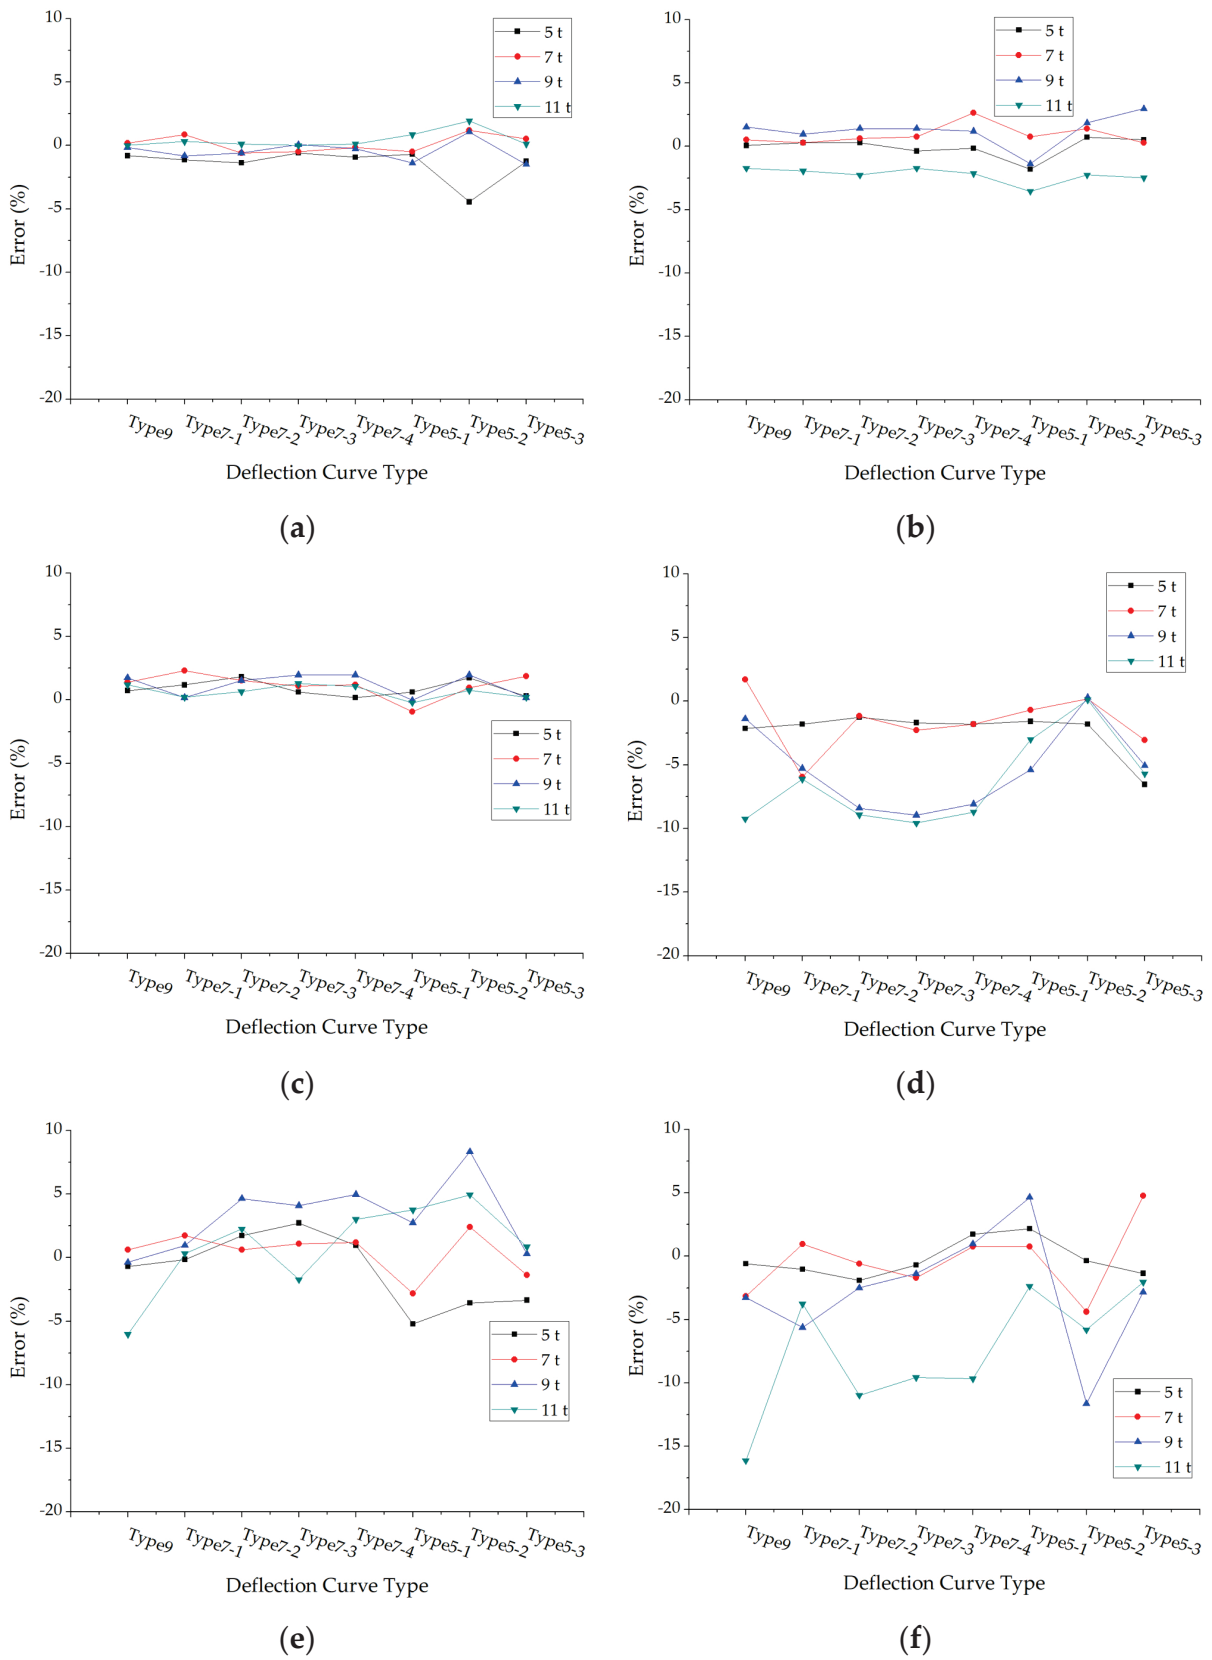 10
5
0
-5
-10
-15
-20
Error (%)
5 t
7 t
9 t
11 t
Type9
Type7-1
Type7-2
Type7-3
Type7-4
Type5-1
Type5-2
Type5-3
Deflection Curve Type
(a)
10
5
0
-5
-10
-15
-20
Error (%)
5 t
7 t
9 t
11 t
Type9
Type7-1
Type7-2
Type7-3
Type7-4
Type5-1
Type5-2
Type5-3
Deflection Curve Type
(b)
10
5
0
-5
-10
-15
-20
Error (%)
5 t
7 t
9 t
11 t
Type9
Type7-1
Type7-2
Type7-3
Type7-4
Type5-1
Type5-2
Type5-3
Deflection Curve Type
(c)
10
5
0
-5
-10
-15
-20
Error (%)
5 t
7 t
9 t
11 t
Type9
Type7-1
Type7-2
Type7-3
Type7-4
Type5-1
Type5-2
Type5-3
Deflection Curve Type
(d)
10
5
0
-5
-10
-15
-20
Error (%)
5 t
7 t
9 t
11 t
Type9
Type7-1
Type7-2
Type7-3
Type7-4
Type5-1
Type5-2
Type5-3
Deflection Curve Type
(e)
10
5
0
-5
-10
-15
-20
Error (%)
5 t
7 t
9 t
11 t
Type9
Type7-1
Type7-2
Type7-3
Type7-4
Type5-1
Type5-2
Type5-3
Deflection Curve Type
(f)